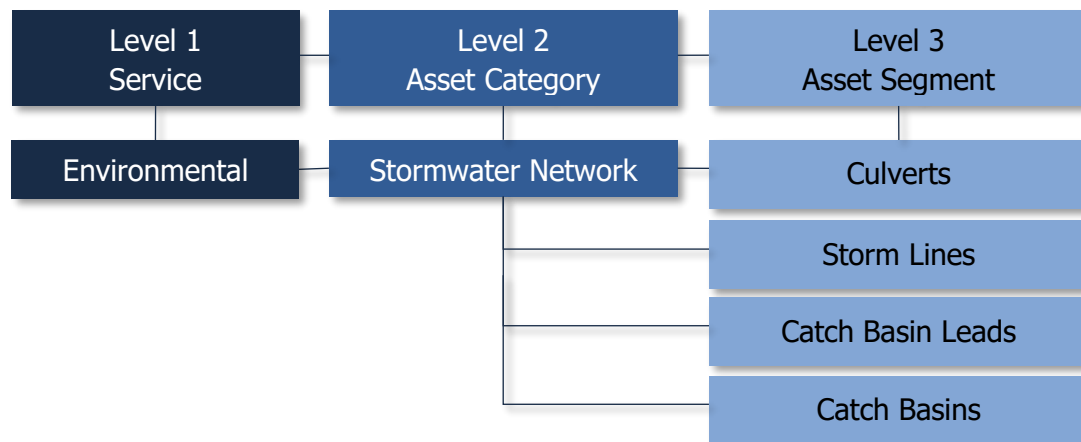 Level 1
Service
Level 2
Asset Category
Level 3
Asset Segment
Environmental
Stormwater Network
Culverts
Storm Lines
Catch Basin Leads
Catch Basins